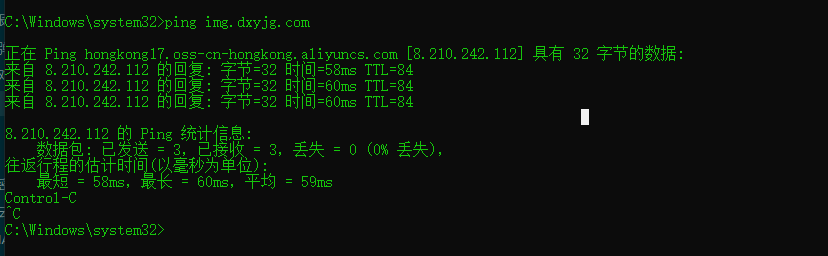 C:\Windows\system32>ping img.dxyjg.com
正在 Ping hongkong17.oss-cn-hongkong.aliyuncs.com [8.210.242.112] 具有 32 字节的数据:
来自 8.210.242.112 的回复: 字节=32 时间=58ms TTL=84
来自 8.210.242.112 的回复: 字节=32 时间=60ms TTL=84
来自 8.210.242.112 的回复: 字节=32 时间=60ms TTL=84
8.210.242.112 的 Ping 统计信息:
数据包: 已发送 = 3，已接收 = 3，丢失 = 0 (0% 丢失)，
往返行程的估计时间(以毫秒为单位):
最短 = 58ms，最长 = 60ms，平均 = 59ms
Control-C
^C
C:\Windows\system32>